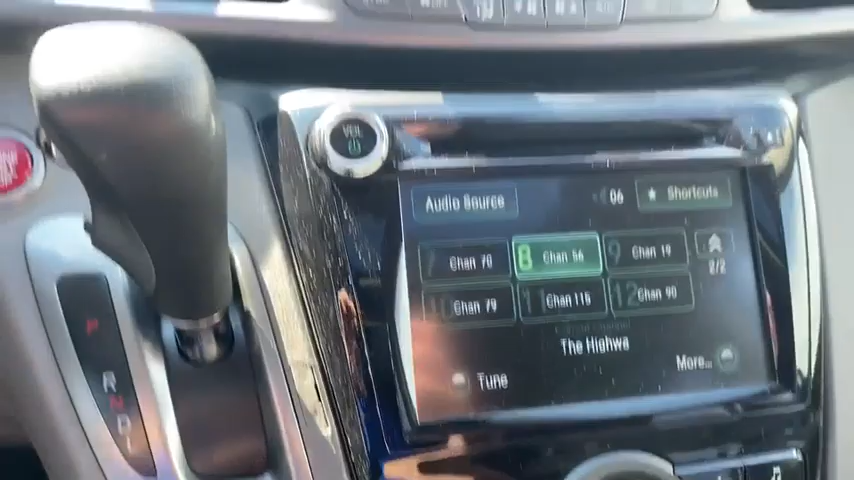 VOL
Audio Source
:06
★ Shortcuts
7 Chan 70
8 Chan 56
9 Chan 19
10 Chan 79
11 Chan 115
12 Chan 90
2/2
The Highwa
Tune
More...
P
R
N
D